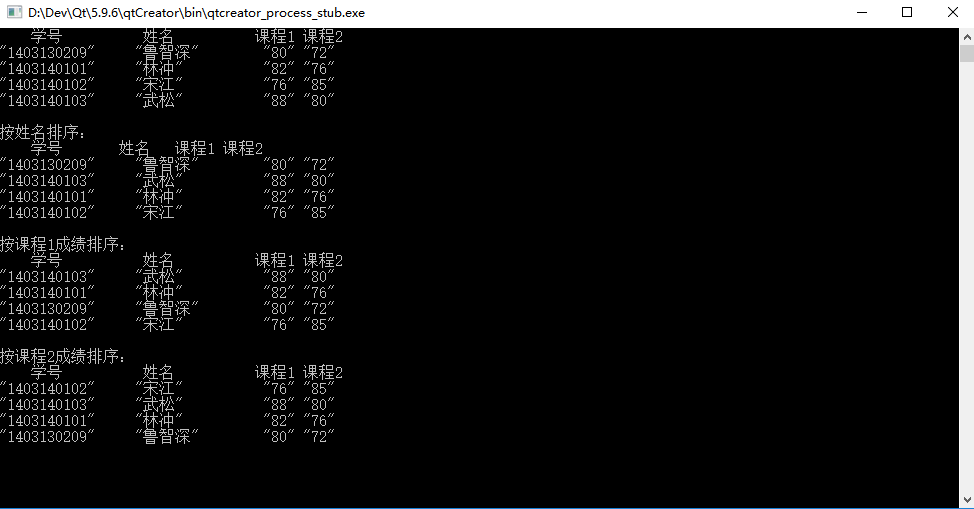 D:\Dev\Qt\5.9.6\qtCreator\bin\qtcreator_process_stub.exe
学号 姓名 课程1 课程2
"1403130209" "鲁智深" "80" "72"
"1403140101" "林冲" "82" "76"
"1403140102" "宋江" "76" "85"
"1403140103" "武松" "88" "80"
按姓名排序:
学号 姓名 课程1 课程2
"1403130209" "鲁智深" "80" "72"
"1403140103" "武松" "88" "80"
"1403140101" "林冲" "82" "76"
"1403140102" "宋江" "76" "85"
按课程1成绩排序:
学号 姓名 课程1 课程2
"1403140103" "武松" "88" "80"
"1403140101" "林冲" "82" "76"
"1403130209" "鲁智深" "80" "72"
"1403140102" "宋江" "76" "85"
按课程2成绩排序:
学号 姓名 课程1 课程2
"1403140102" "宋江" "76" "85"
"1403140103" "武松" "88" "80"
"1403140101" "林冲" "82" "76"
"1403130209" "鲁智深" "80" "72"